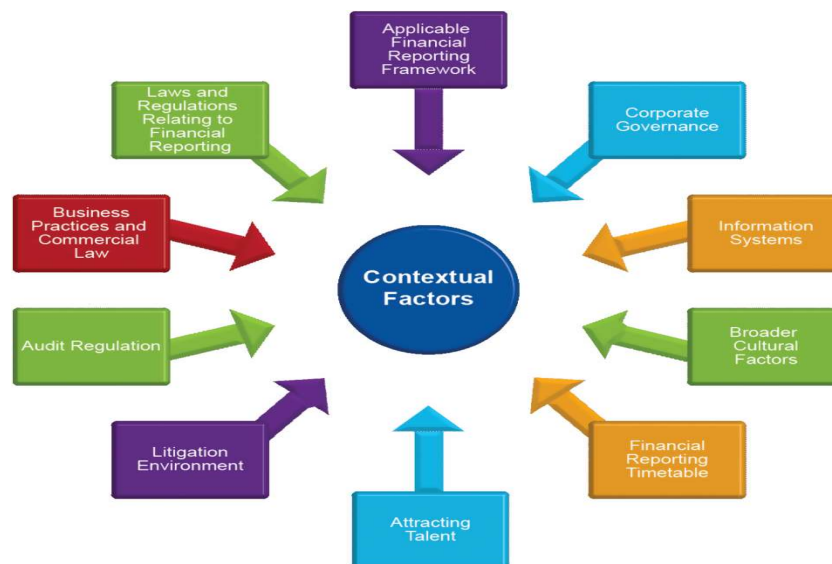 Applicable
Financial
Reporting
Framework
Corporate
Governance
Information
Systems
Broader
Cultural
Factors
Financial
Reporting
Timetable
Attracting
Talent
Litigation
Environment
Audit Regulation
Business
Practices and
Commercial
Law
Laws and
Regulations
Relating to
Financial
Reporting
Contextual
Factors